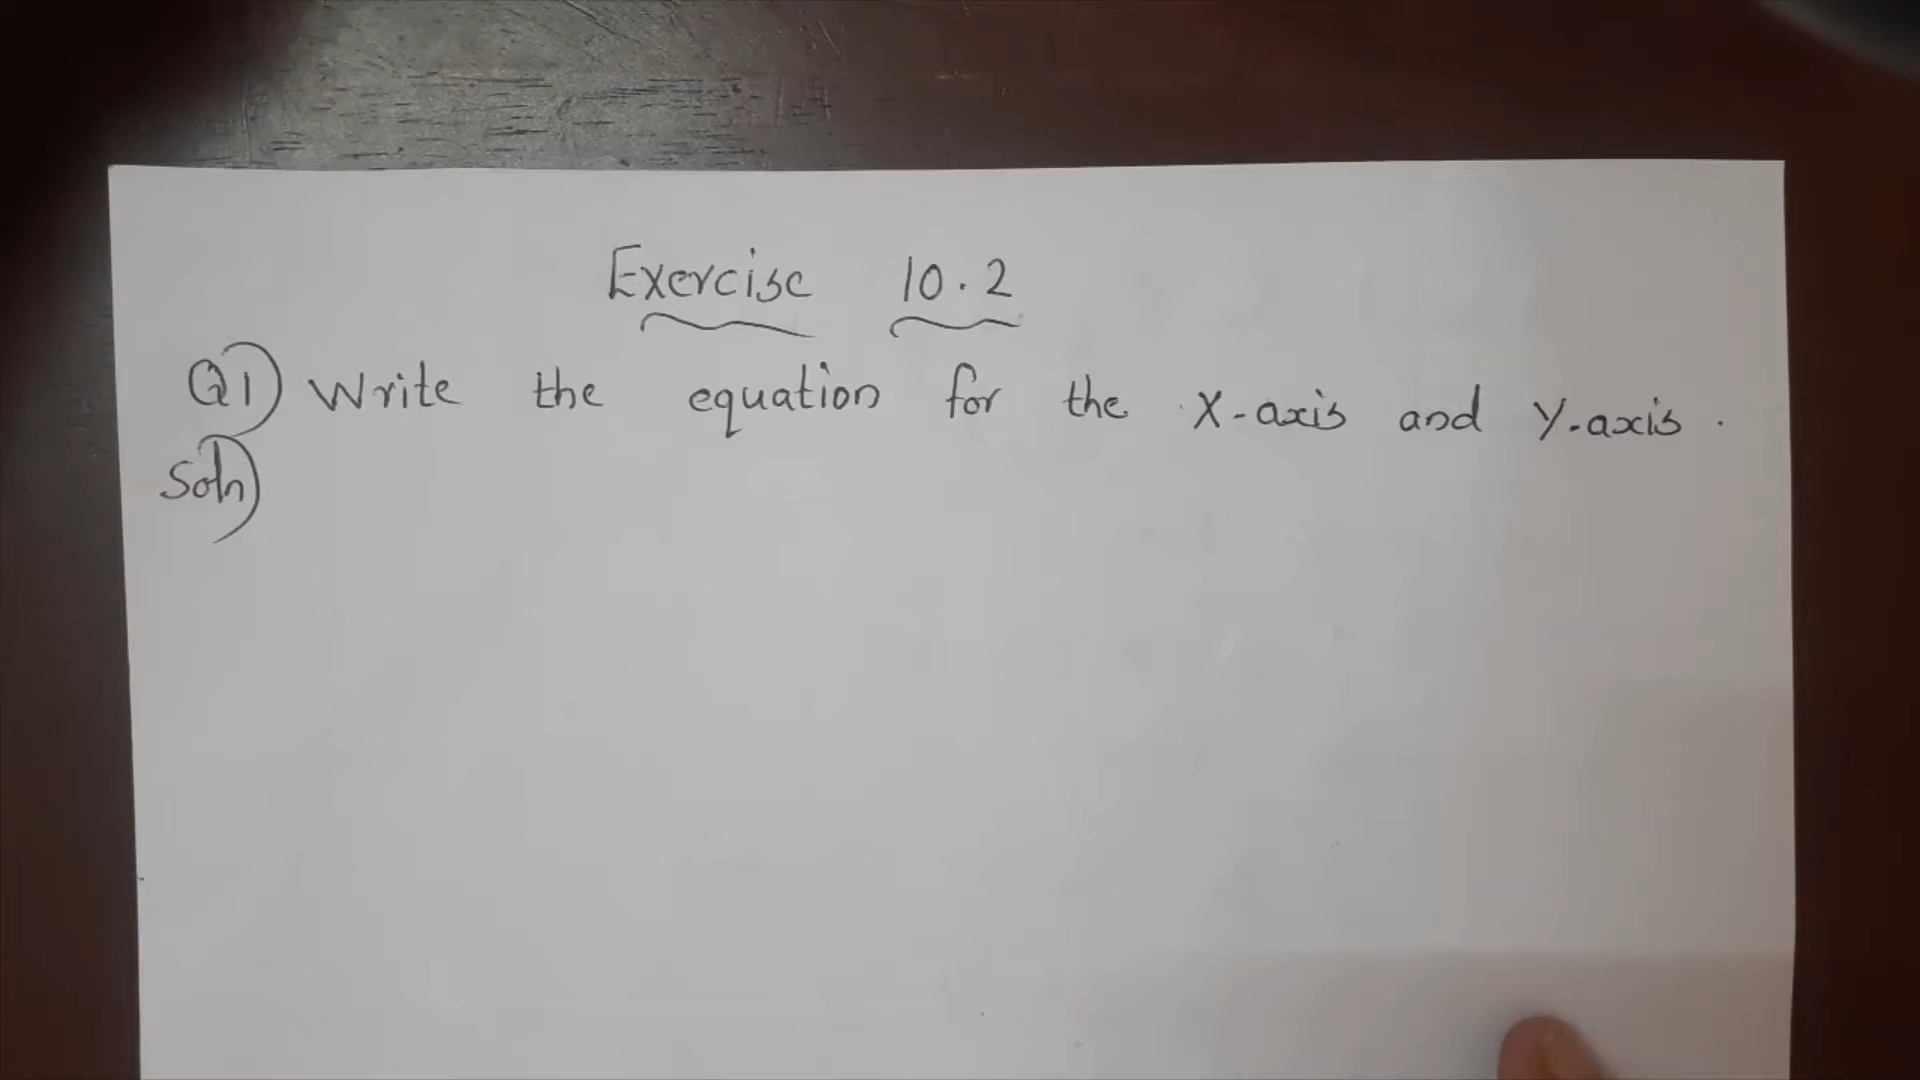 Exercise 10.2
Q1) Write the equation for the X-axis and Y-axis.
Soln)